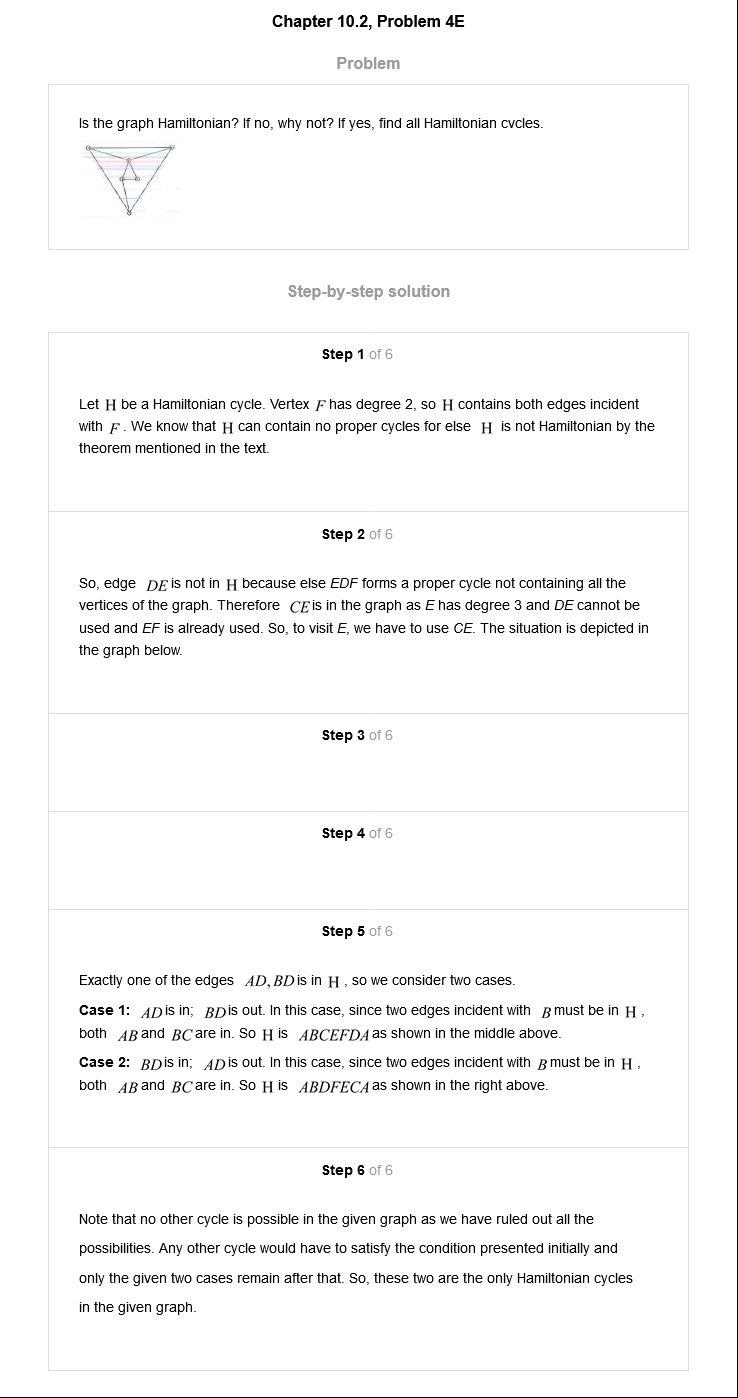 Chapter 10.2, Problem 4E
Problem
Is the graph Hamiltonian? If no, why not? If yes, find all Hamiltonian cvcles.
Step-by-step solution
Step 1 of 6
Let H be a Hamiltonian cycle. Vertex F has degree 2, so H contains both edges incident
with F. We know that H can contain no proper cycles for else H is not Hamiltonian by the
theorem mentioned in the text.
Step 2 of 6
So, edge DE is not in H because else EDF forms a proper cycle not containing all the
vertices of the graph. Therefore CE is in the graph as E has degree 3 and DE cannot be
used and EF is already used. So, to visit E, we have to use CE. The situation is depicted in
the graph below.
Step 3 of 6
Step 4 of 6
Step 5 of 6
Exactly one of the edges AD, BD is in H, so we consider two cases.
Case 1: AD is in; BD is out. In this case, since two edges incident with B must be in H,
both AB and BC are in. So H is ABCEFDA as shown in the middle above.
Case 2: BD is in; AD is out. In this case, since two edges incident with B must be in H,
both AB and BC are in. So H is ABDFECA as shown in the right above.
Step 6 of 6
Note that no other cycle is possible in the given graph as we have ruled out all the
possibilities. Any other cycle would have to satisfy the condition presented initially and
only the given two cases remain after that. So, these two are the only Hamiltonian cycles
in the given graph.